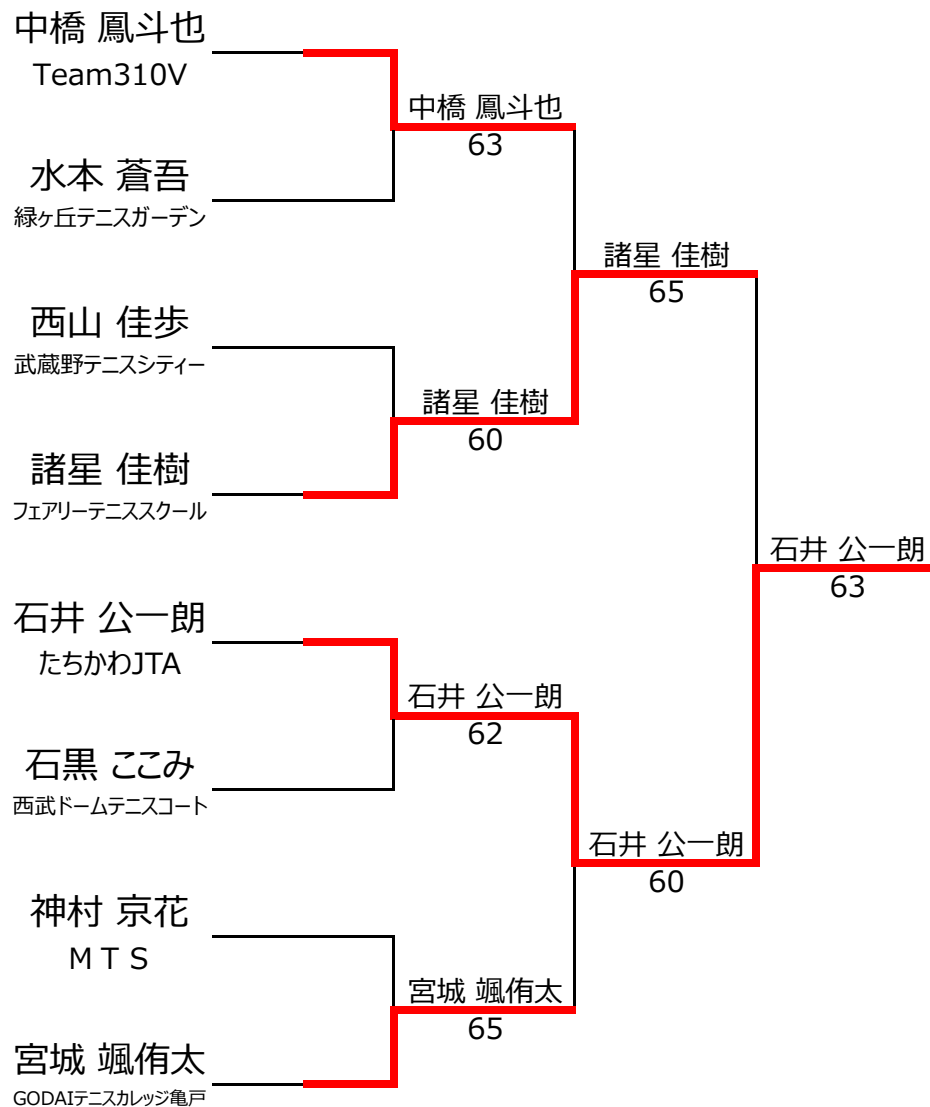 中橋 鳳斗也
Team310V
水本 蒼吾
緑ヶ丘テニスガーデン
西山 佳歩
武蔵野テニスシティー
諸星 佳樹
フェアリーテニススクール
石井 公一朗
たちかわJTA
石黒 ここみ
西武ドームテニスコート
神村 京花
ＭＴＳ
宮城 颯侑太
GODAIテニスカレッジ亀戸
中橋 鳳斗也
63
諸星 佳樹
60
石井 公一朗
62
宮城 颯侑太
65
諸星 佳樹
65
石井 公一朗
60
石井 公一朗
63